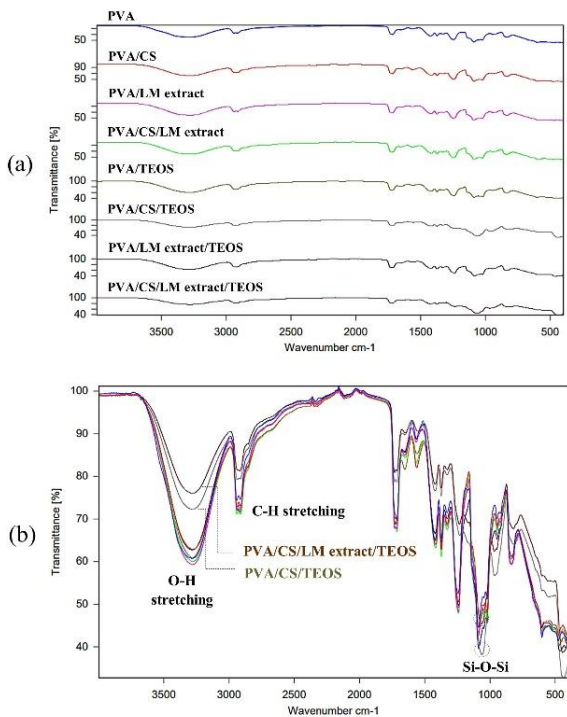 (a)
Transmittance [%]
PVA
50
PVA/CS
90
50
PVA/LM extract
50
PVA/CS/LM extract
50
PVA/TEOS
100
40
PVA/CS/TEOS
100
40
PVA/LM extract/TEOS
100
40
PVA/CS/LM extract/TEOS
100
40
3500 3000 2500 2000 1500 1000 500
Wavenumber cm-1
(b)
Transmittance [%]
100
90
80
70
60
50
40
C-H stretching
PVA/CS/LM extract/TEOS
PVA/CS/TEOS
O-H
stretching
Si-O-Si
3500 3000 2500 2000 1500 1000 500
Wavenumber cm-1